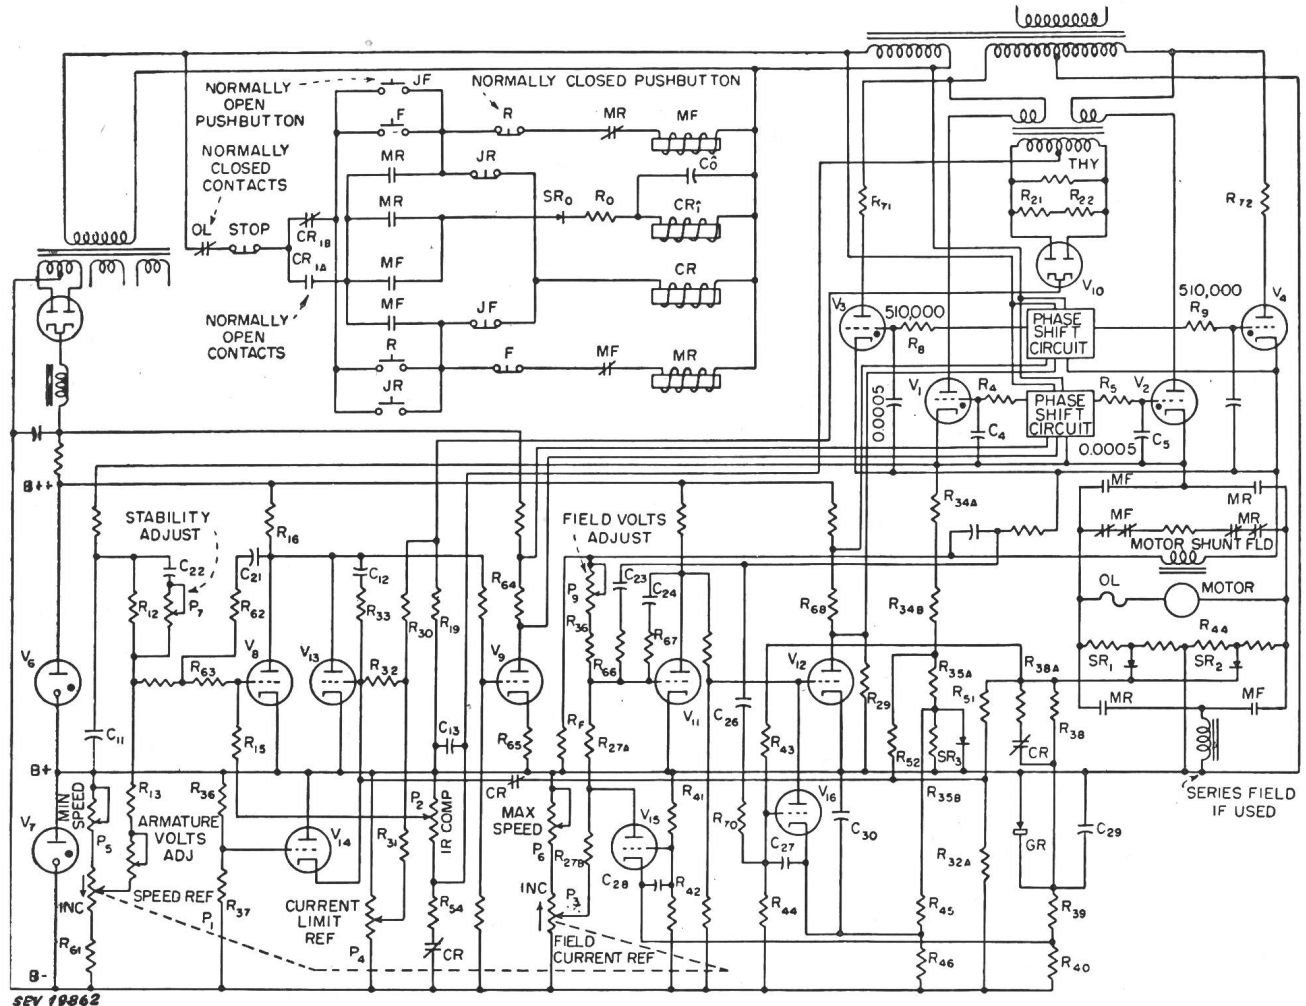 NORMALLY
OPEN
PUSHBUTTON
JF
NORMALLY CLOSED PUSHBUTTON
F
R
MR
MF
NORMALLY
CLOSED
CONTACTS
MR
JR
C0
THY
R21
R22
R71
R72
OL
STOP
CR1B
MR
SR0
R0
CR1
CR1A
MF
CR
V10
NORMALLY
OPEN
CONTACTS
MF
JF
V3
510,000
R8
PHASE
SHIFT
CIRCUIT
510,000
R9
V4
R
F
MF
MR
JR
0.0005
V1
R4
C4
PHASE
SHIFT
CIRCUIT
R5
V2
0.0005
C5
B++
MF
MR
R34A
MF
MR
MOTOR SHUNT FLD
STABILITY
ADJUST
R16
FIELD VOLTS
ADJUST
C22
P7
C21
C12
R12
R62
R33
R30
R19
R64
P9
C23
C24
R36
R66
R67
R68
R34B
OL
MOTOR
R44
V6
R63
V8
V13
R32
V9
V11
V12
R35A
R38A
SR1
SR2
R51
MR
MF
C11
R15
C13
R65
RF
R27A
C26
R43
R29
R52
SR3
CR
R38
B+
CR
SERIES FIELD
IF USED
MIN
SPEED
V7
P5
R13
R36
ARMATURE
VOLTS
ADJ
V14
R31
P2
IR COMP
MAX
SPEED
P6
R27B
V15
R41
R70
V16
C27
C30
R35B
R32A
GR
C29
INC
SPEED REF
P1
R37
CURRENT
LIMIT
REF
P4
R54
CR
INC
P3
C28
R42
R44
R45
R39
R61
FIELD
CURRENT REF
R46
R40
B-
SEV 19862